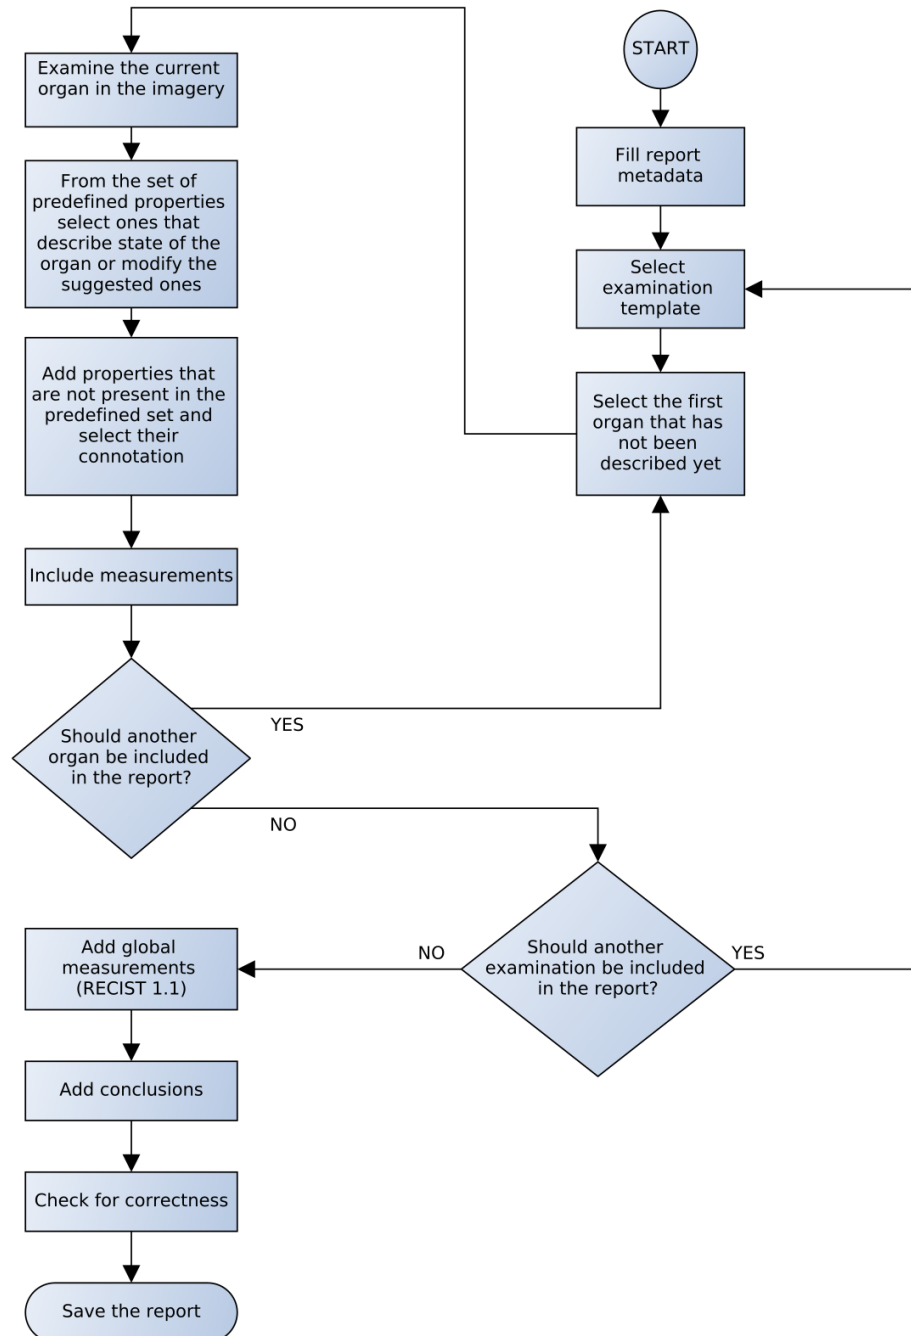 START
Fill report
metadata
Select
examination
template
Select the first
organ that has
not been
described yet
Examine the current
organ in the imagery
From the set of
predefined properties
select ones that
describe state of the
organ or modify the
suggested ones
Add properties that
are not present in the
predefined set and
select their
connotation
Include measurements
Should another
organ be included
in the report?
YES
NO
Should another
examination be included
in the report?
YES
NO
Add global
measurements
(RECIST 1.1)
Add conclusions
Check for correctness
Save the report